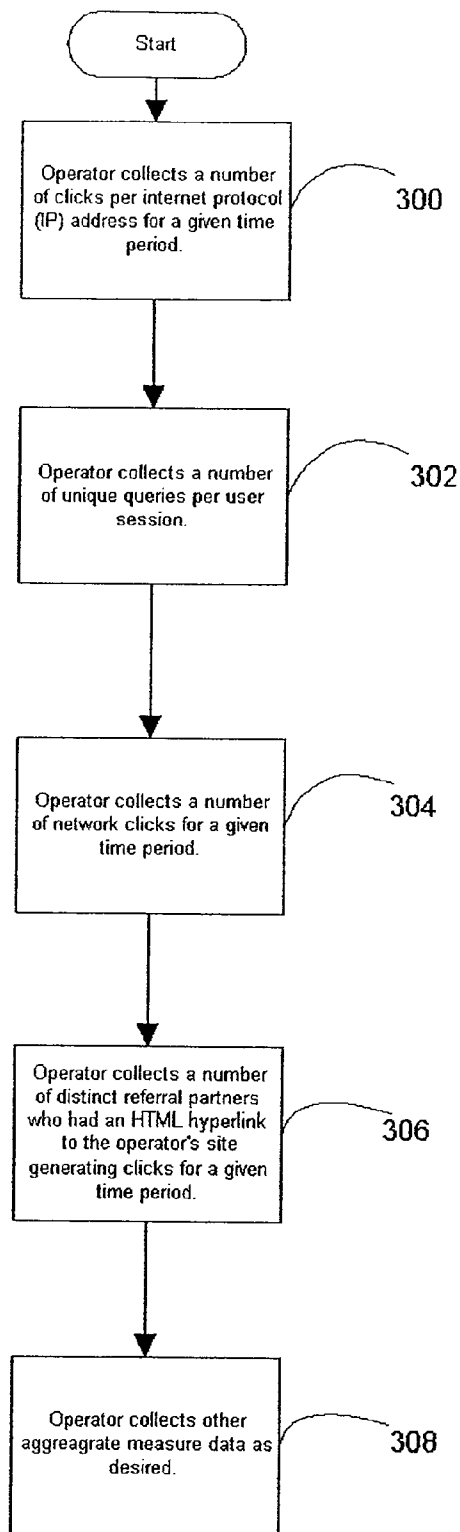 Start
Operator collects a number
of clicks per internet protocol
(IP) address for a given time
period.
300
Operator collects a number
of unique queries per user
session.
302
Operator collects a number
of network clicks for a given
time period.
304
Operator collects a number
of distinct referral partners
who had an HTML hyperlink
to the operator's site
generating clicks for a given
time period.
306
Operator collects other
aggreagrate measure data as
desired.
308